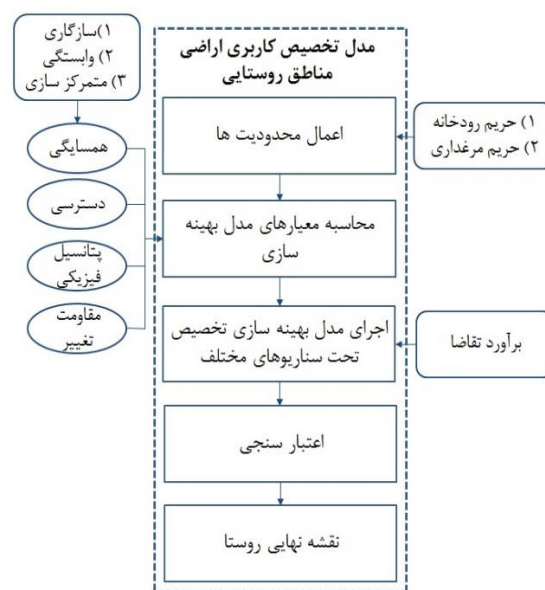 ۱)سازگاری
۲) وابستگی
۳) متمرکز سازی
مدل تخصیص کاربری اراضی
مناطق روستایی
اعمال محدودیت ها
۱) حریم رودخانه
۲) حریم مرغداری
همسایگی
دسترسی
پتانسیل
فیزیکی
مقاومت
تغییر
محاسبه معیارهای مدل بهینه
سازی
اجرای مدل بهینه سازی تخصیص
تحت سناریوهای مختلف
برآورد تقاضا
اعتبار سنجی
نقشه نهایی روستا